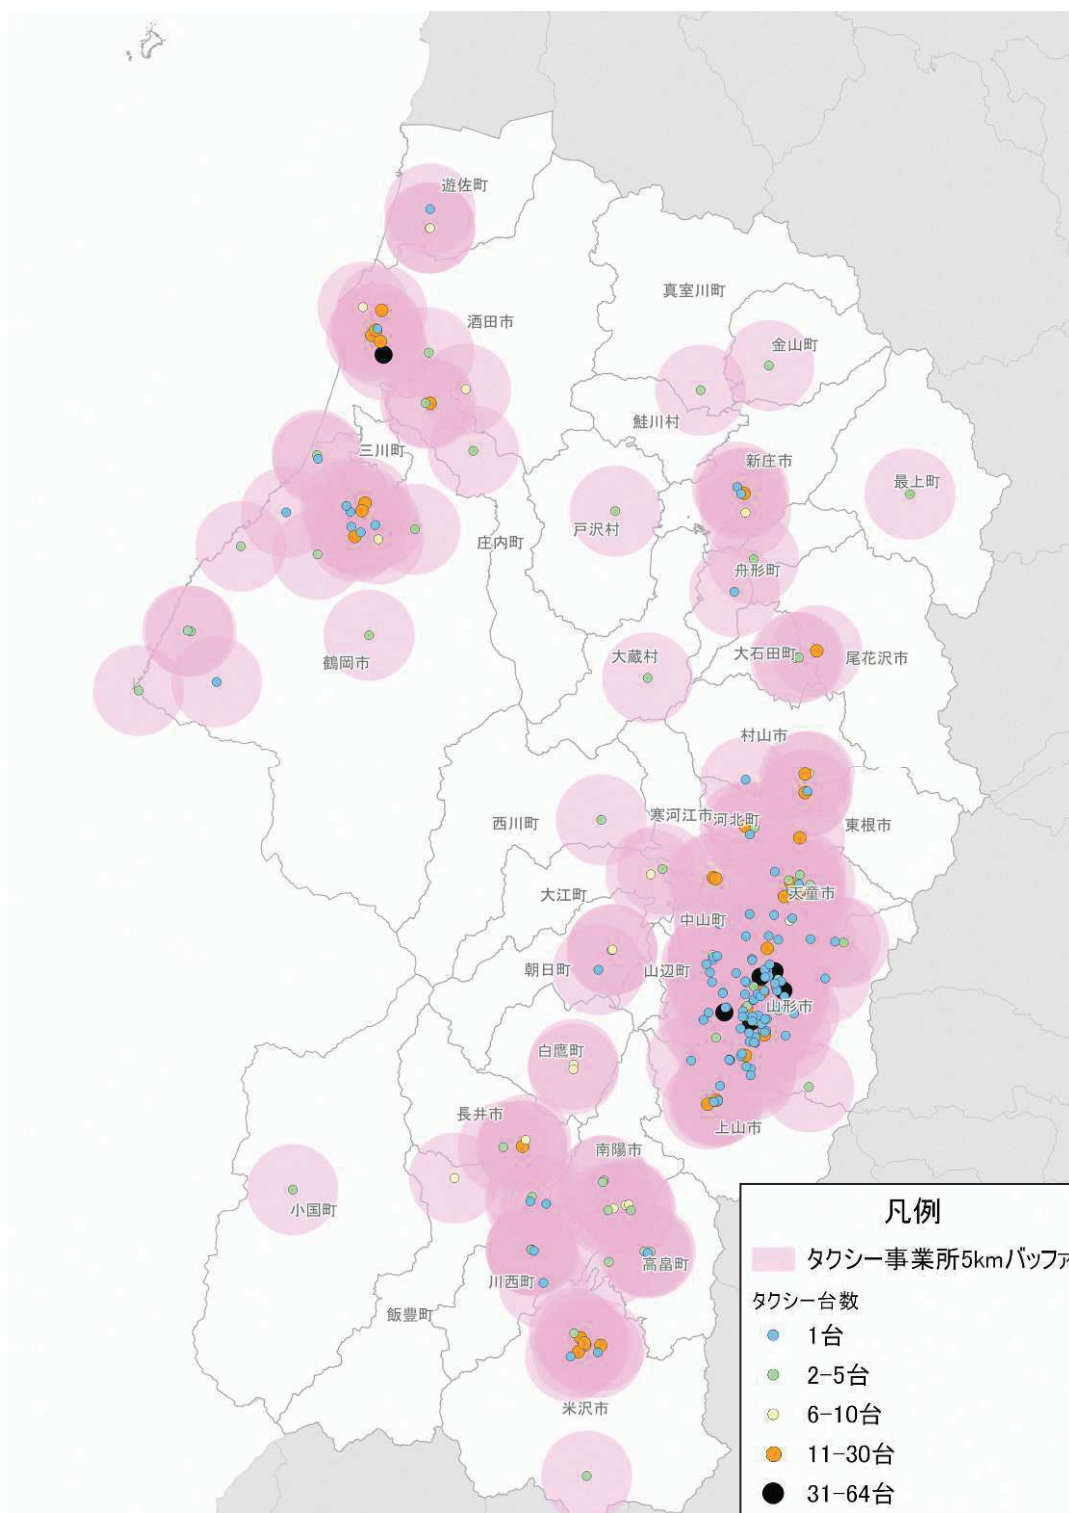 遊佐町
真室川町
酒田市
金山町
鮭川村
三川町
新庄市
最上町
戸沢村
庄内町
舟形町
大蔵村
大石田町
尾花沢市
鶴岡市
村山市
西川町
寒河江市
河北町
東根市
大江町
天童市
中山町
朝日町
山辺町
山形市
白鷹町
長井市
上山市
南陽市
小国町
高畠町
川西町
飯豊町
米沢市
凡例
タクシー事業所5kmバッファ
タクシー台数
1台
2-5台
6-10台
11-30台
31-64台